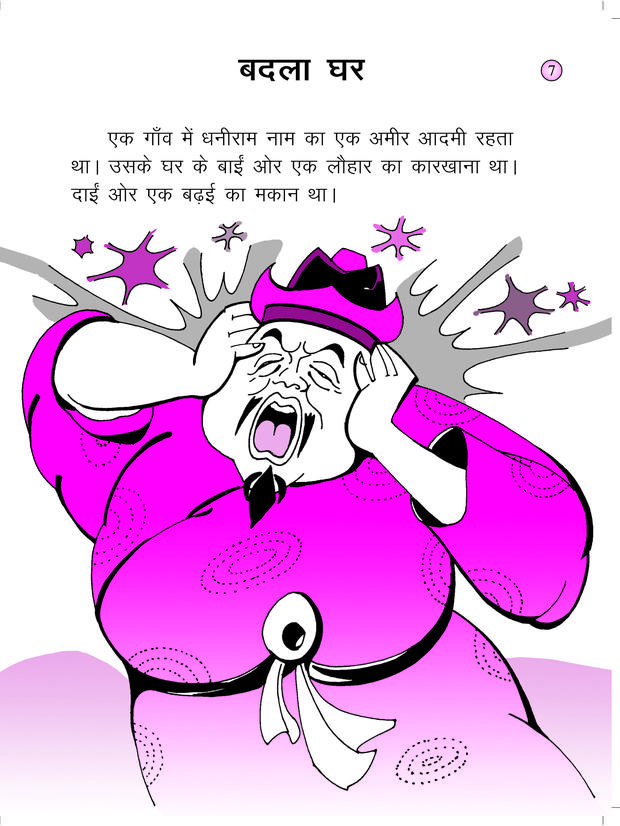 बदला घर
7
एक गाँव में धनीराम नाम का एक अमीर आदमी रहता
था। उसके घर के बाईं ओर एक लौहार का कारखाना था।
दाईं ओर एक बढ़ई का मकान था।